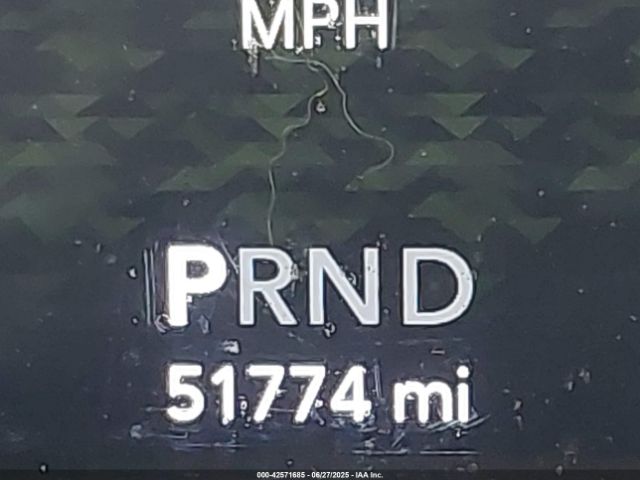 MPH
PRND
51774 mi
000-42571685 - 06/27/2025 - IAA Inc.